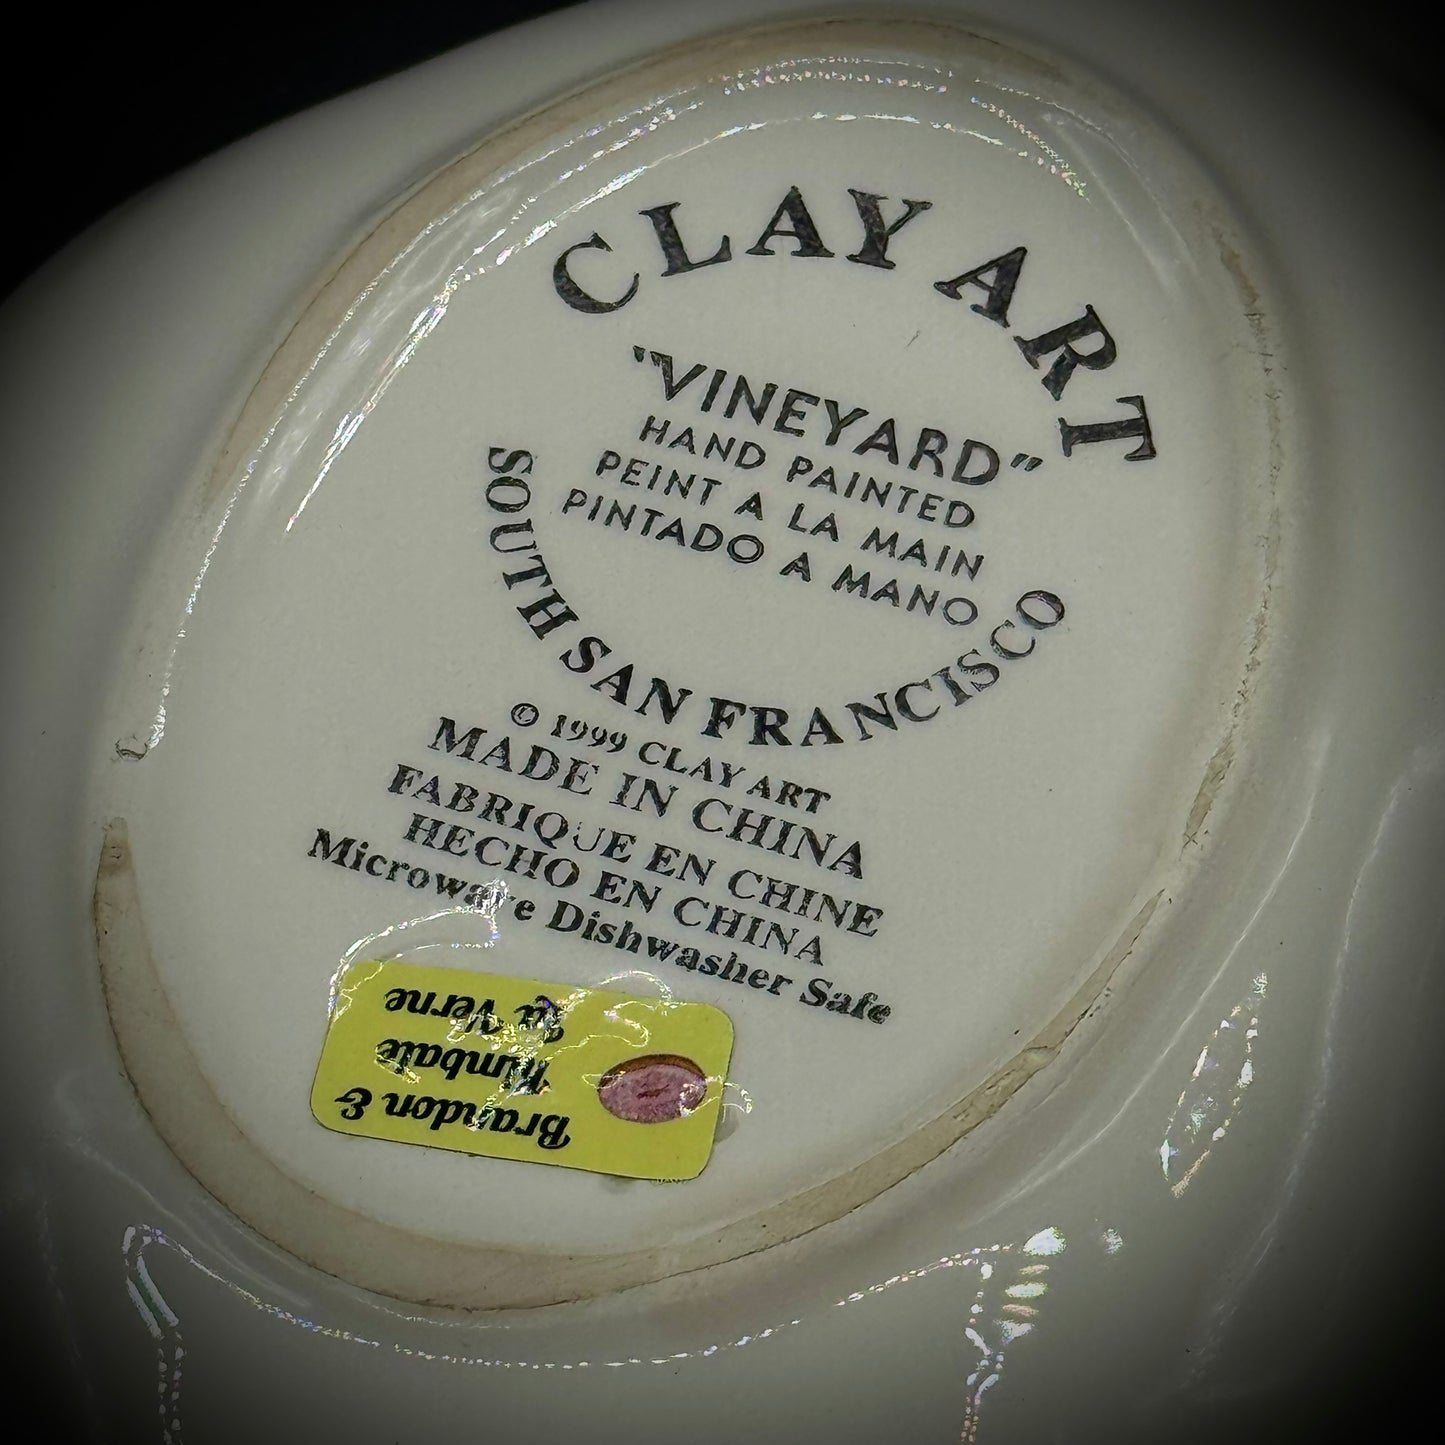 CLAY ART
"VINEYARD"
HAND PAINTED
PEINT A LA MAIN
PINTADO A MANO
SOUTH SAN FRANCISCO
© 1999 CLAY ART
MADE IN CHINA
FABRIQUE EN CHINE
HECHO EN CHINA
Microwave Dishwasher Safe
Brandon &
Kimbale
La Verne